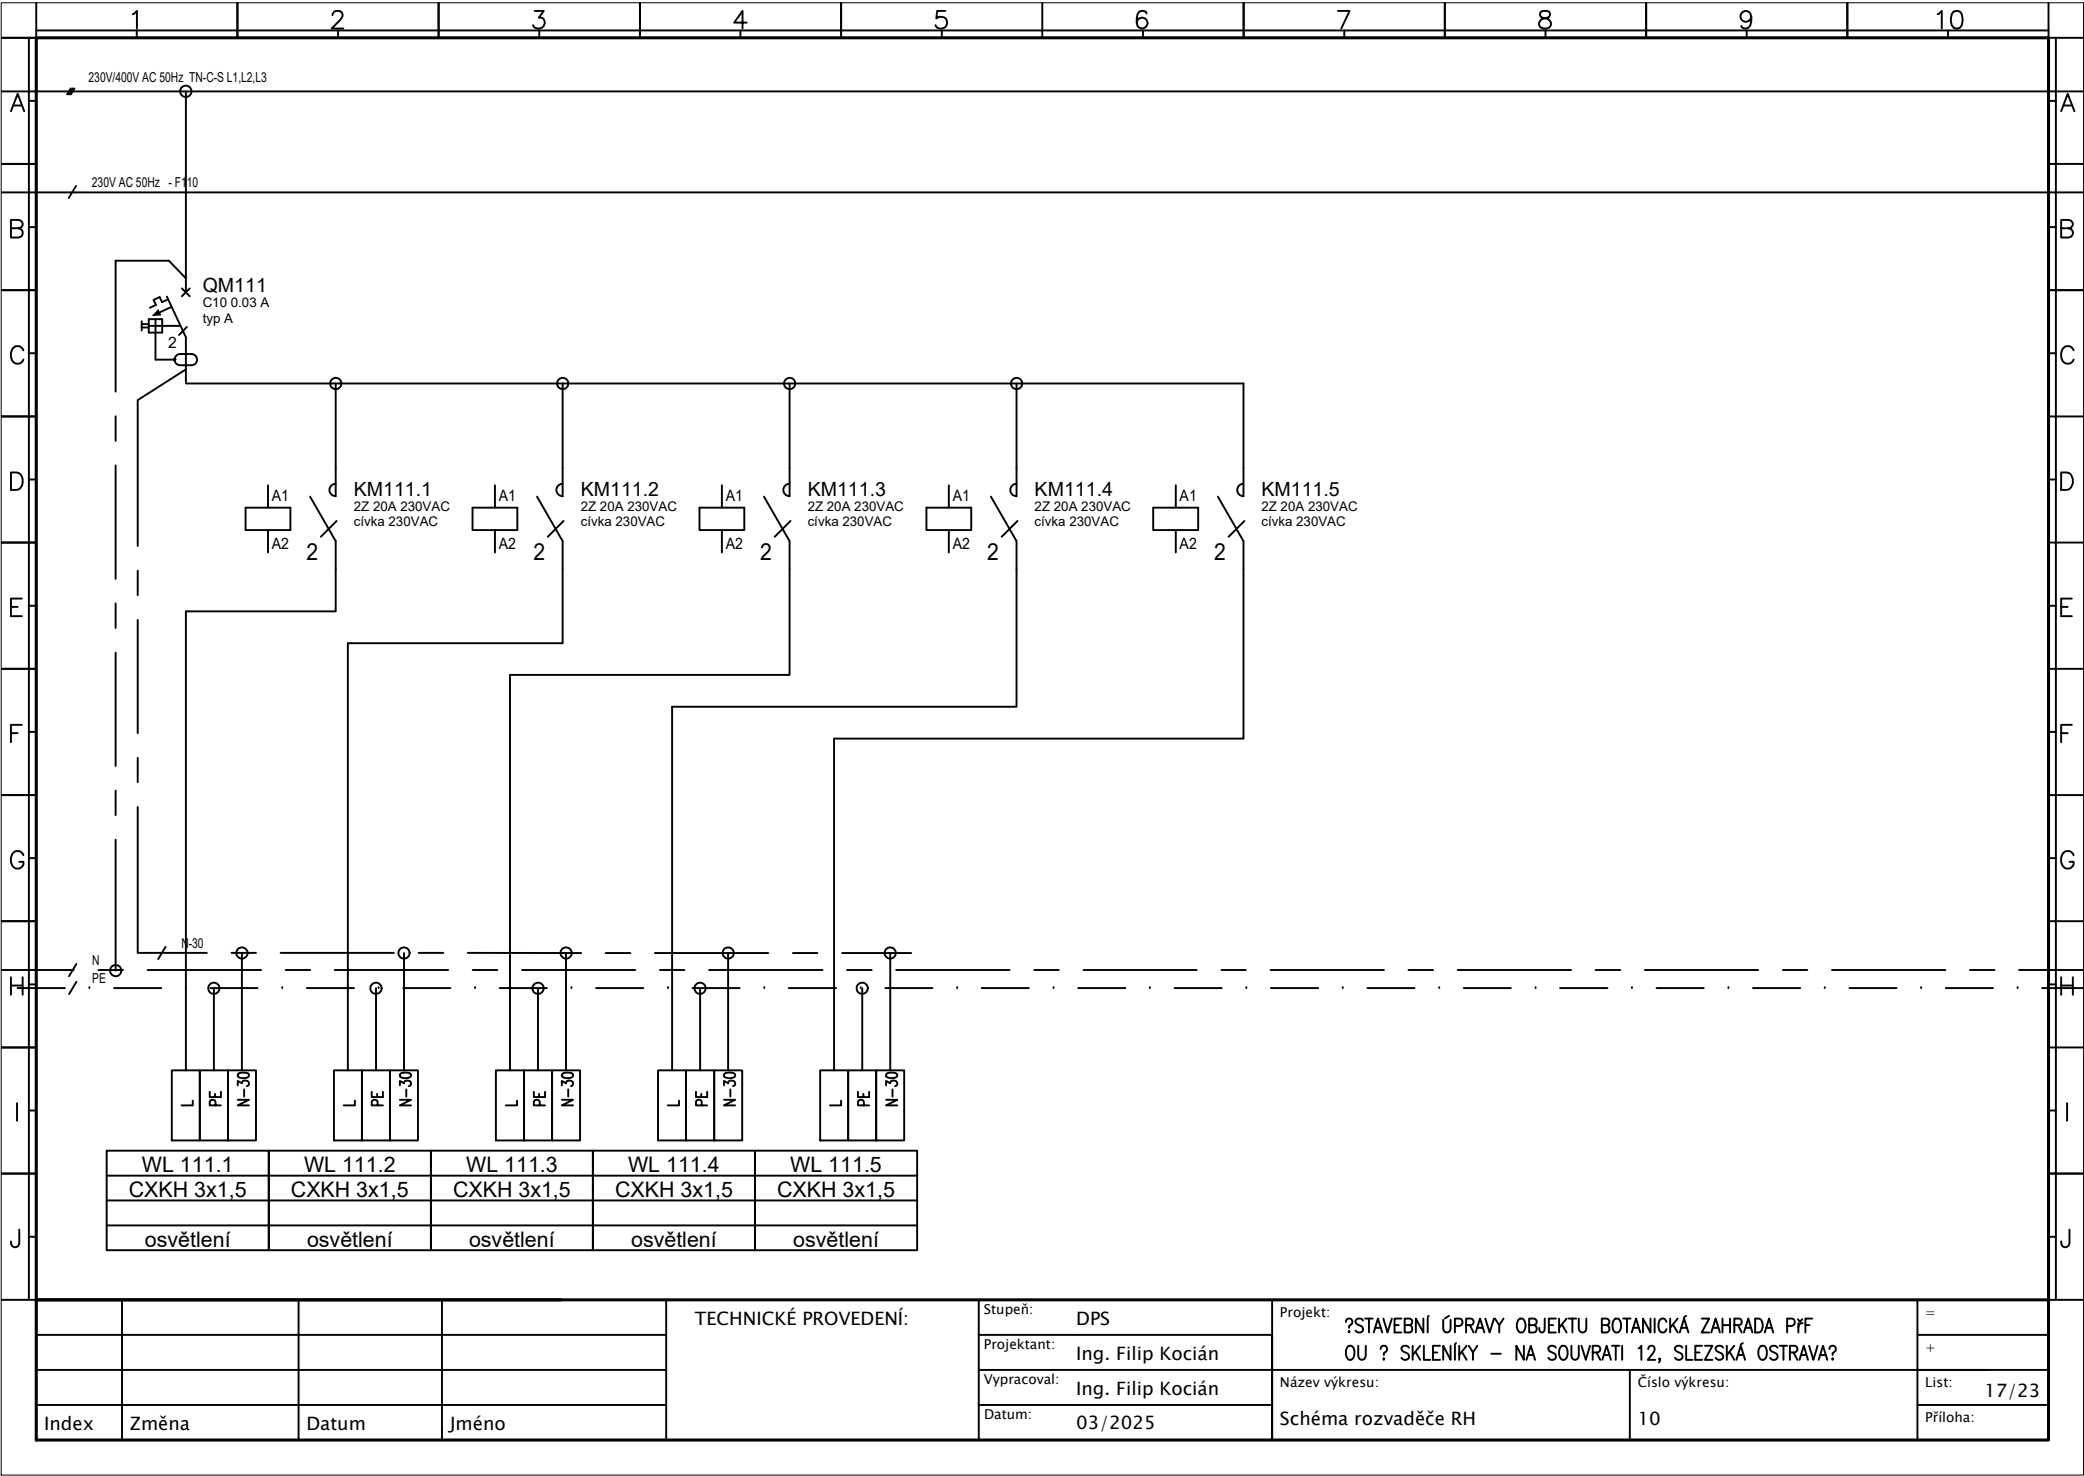 1 2 3 4 5 6 7 8 9 10
230V/400V AC 50Hz TN-C-S L1,L2,L3
A A
230V AC 50Hz - F110
B B
QM111
C10 0.03 A
typ A
2
C C
D D
A1 KM111.1 A1 KM111.2 A1 KM111.3 A1 KM111.4 A1 KM111.5
2Z 20A 230VAC 2Z 20A 230VAC 2Z 20A 230VAC 2Z 20A 230VAC 2Z 20A 230VAC
cívka 230VAC cívka 230VAC cívka 230VAC cívka 230VAC cívka 230VAC
A2 2 A2 2 A2 2 A2 2 A2 2
E E
F F
G G
N-30
N
PE
H H
L PE N-30 L PE N-30 L PE N-30 L PE N-30 L PE N-30
I I
WL 111.1 WL 111.2 WL 111.3 WL 111.4 WL 111.5
CXKH 3x1,5 CXKH 3x1,5 CXKH 3x1,5 CXKH 3x1,5 CXKH 3x1,5
osvětlení osvětlení osvětlení osvětlení osvětlení
J J
TECHNICKÉ PROVEDENÍ:
Stupeň: DPS
Projektant: Ing. Filip Kocián
Vypracoval: Ing. Filip Kocián
Datum: 03/2025
Projekt: ?STAVEBNÍ ÚPRAVY OBJEKTU BOTANICKÁ ZAHRADA PřF
OU ? SKLENÍKY – NA SOUVRATI 12, SLEZSKÁ OSTRAVA?
=
+
Název výkresu:
Schéma rozvaděče RH
Číslo výkresu:
10
List: 17/23
Příloha:
Index Změna Datum Jméno